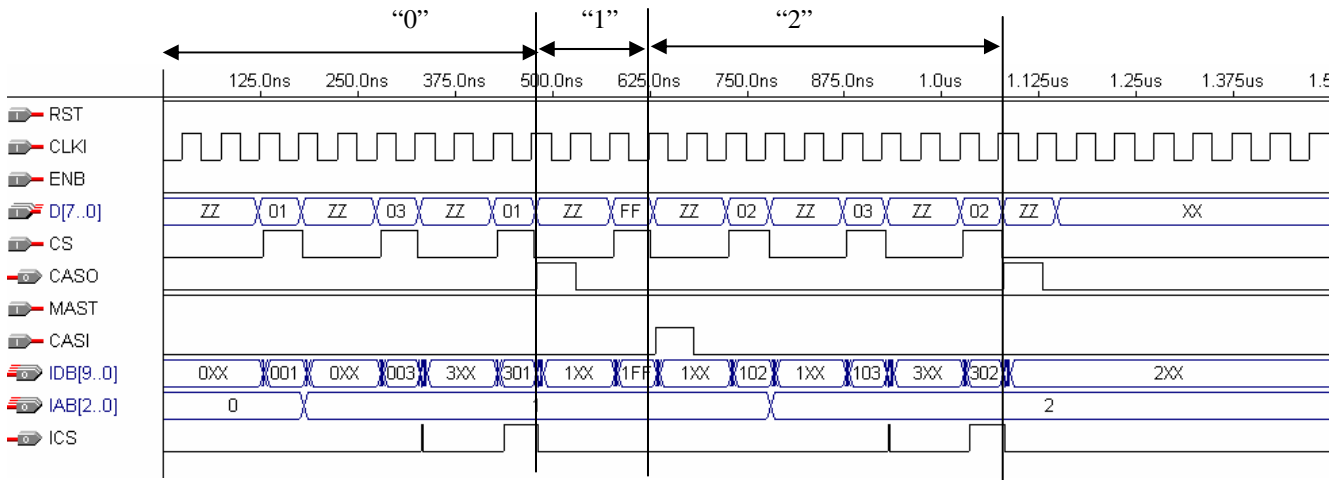 “0” “1” “2”
125.0ns 250.0ns 375.0ns 500.0ns 625.0ns 750.0ns 875.0ns 1.0us 1.125us 1.25us 1.375us 1.5
RST
CLKI
ENB
D[7..0] ZZ 01 ZZ 03 ZZ 01 ZZ FF ZZ 02 ZZ 03 ZZ 02 ZZ XX
CS
CASO
MAST
CASI
IDB[9..0] 0XX 001 0XX 003 3XX 301 1XX 1FF 1XX 102 1XX 103 3XX 302 2XX
IAB[2..0] 0 2
ICS